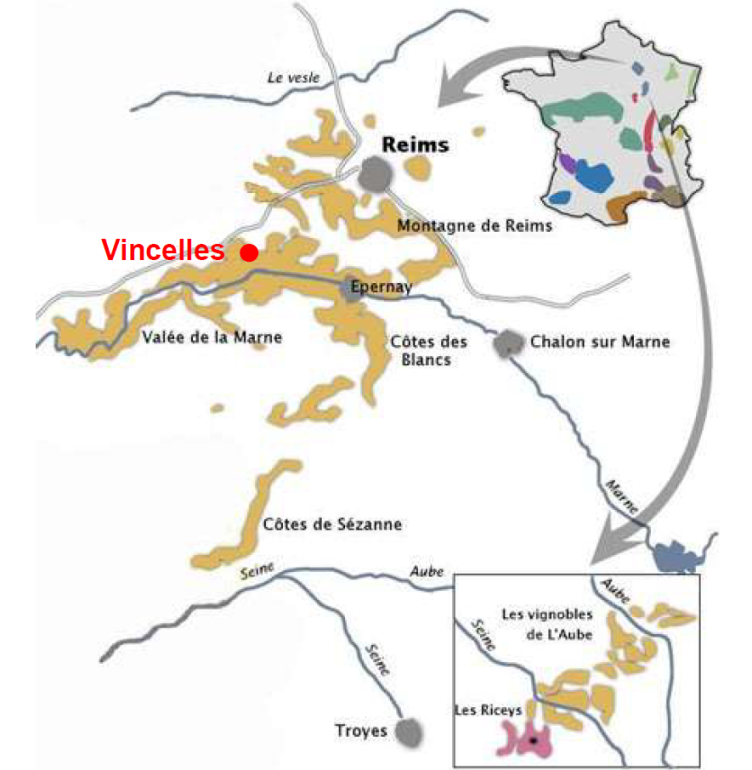 Le vesle
Reims
Montagne de Reims
Vincelles
Epernay
Valée de la Marne
Côtes des
Blancs
Chalon sur Marne
Marne
Côtes de Sézanne
Seine
Aube
Seine
Troyes
Aube
Les vignobles
de L'Aube
Seine
Les Riceys